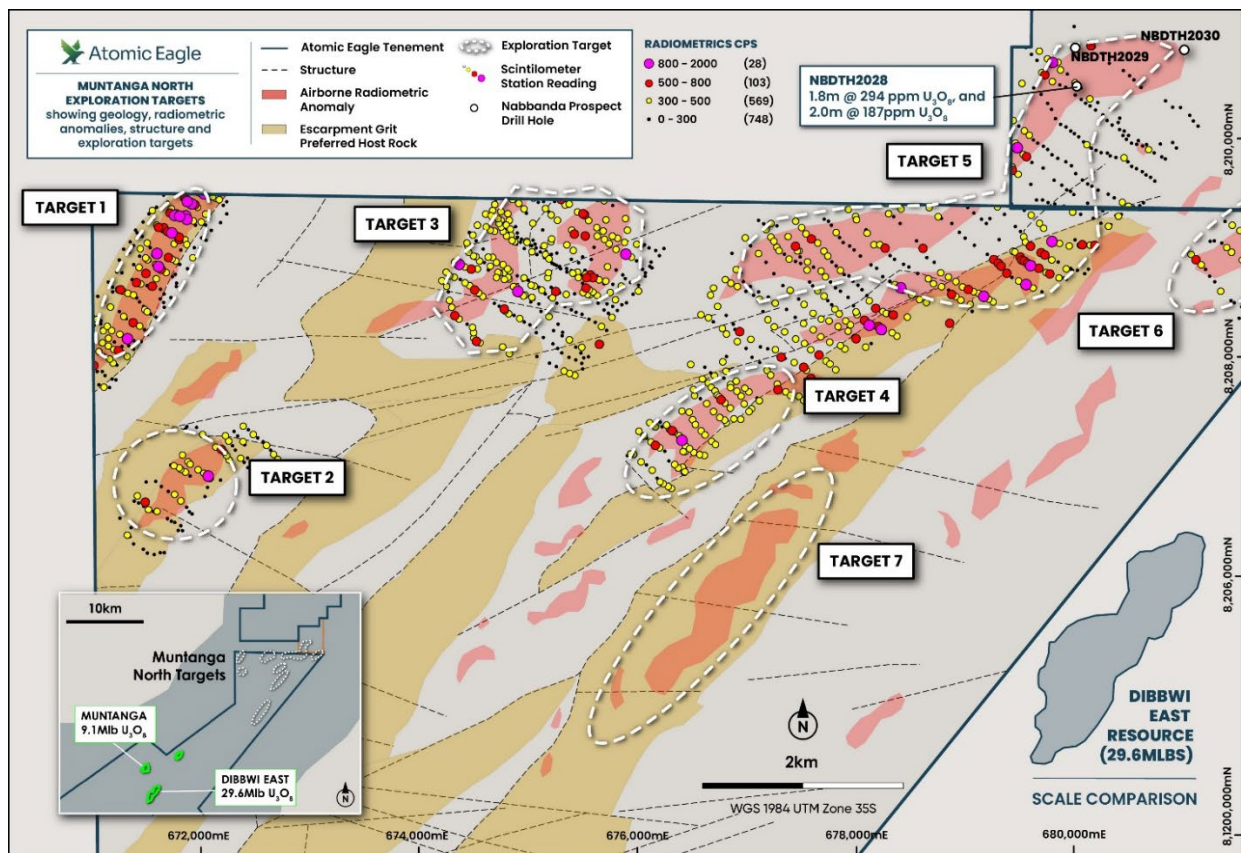 Atomic Eagle
MUNTANGA NORTH
EXPLORATION TARGETS
showing geology, radiometric
anomalies, structure and
exploration targets
Atomic Eagle Tenement
Structure
Airborne Radiometric
Anomaly
Escarpment Grit
Preferred Host Rock
Exploration Target
Scintilometer
Station Reading
Nabbanda Prospect
Drill Hole
RADIOMETRICS CPS
800 - 2000 (28)
500 - 800 (103)
300 - 500 (569)
0 - 300 (748)
NBDTH2030
NBDTH2029
NBDTH2028
1.8m @ 294 ppm U₃O₈, and
2.0m @ 187ppm U₃O₈
TARGET 5
TARGET 1
TARGET 3
TARGET 6
TARGET 4
TARGET 2
TARGET 7
8,210,000mN
8,208,000mN
8,206,000mN
8,1200,000mN
10km
Muntanga
North Targets
MUNTANGA
9.1Mlb U₃O₈
DIBBWI EAST
29.6Mlb U₃O₈
N
N
2km
WGS 1984 UTM Zone 35S
DIBBWI
EAST
RESOURCE
(29.6MLBS)
SCALE COMPARISON
672,000mE
674,000mE
676,000mE
678,000mE
680,000mE